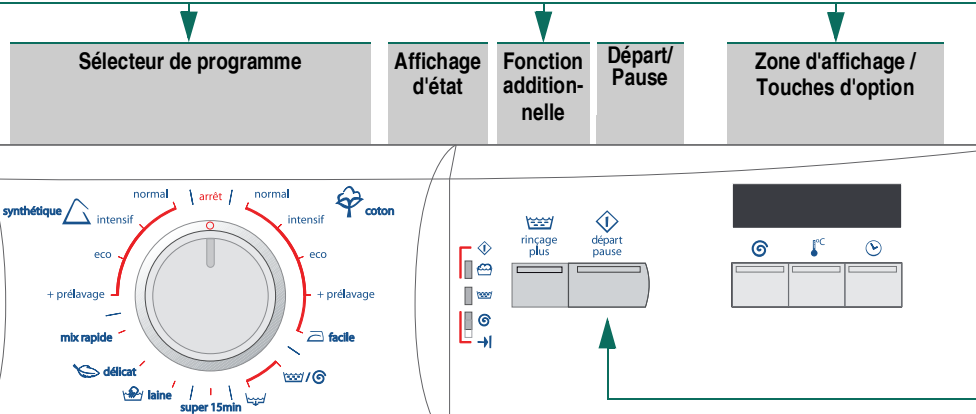 Sélecteur de programme
Affichage
d'état
Fonction
addition-
nelle
Départ/
Pause
Zone d'affichage /
Touches d'option
normal
arrêt
normal
synthétique
coton
intensif
intensif
eco
eco
+ prélavage
+ prélavage
mix rapide
facile
délicat
laine
super 15min
/
rinçage
plus
départ
pause
°C